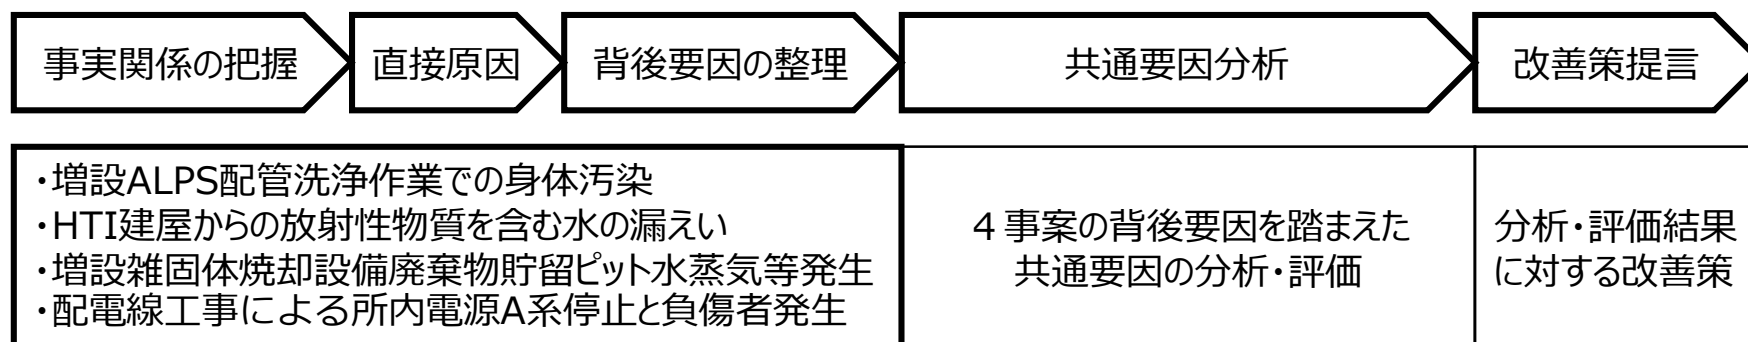 事実関係の把握
直接原因
背後要因の整理
共通要因分析
改善策提言
・増設ALPS配管洗浄作業での身体汚染
・HTI建屋からの放射性物質を含む水の漏えい
・増設雑固体焼却設備廃棄物貯留ピット水蒸気等発生
・配電線工事による所内電源A系停止と負傷者発生
４事案の背後要因を踏まえた
共通要因の分析・評価
分析・評価結果
に対する改善策